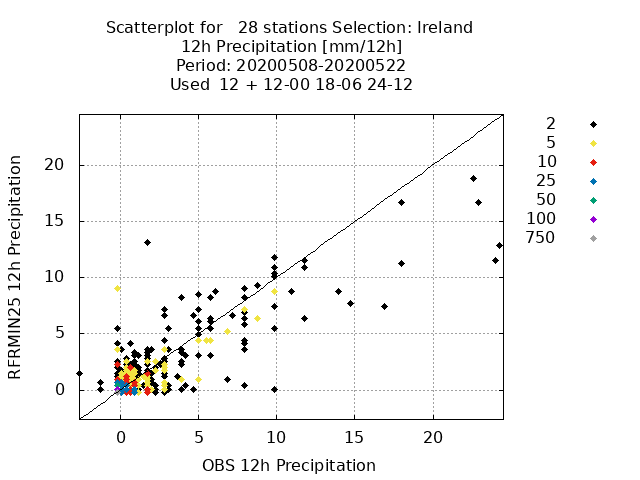 Scatterplot for   28 stations Selection: Ireland
12h Precipitation [mm/12h]
Period: 20200508-20200522
Used  12 + 12-00 18-06 24-12
RFRMIN25 12h Precipitation
20
15
10
5
0
0 5 10 15 20
OBS 12h Precipitation
2
5
10
25
50
100
750